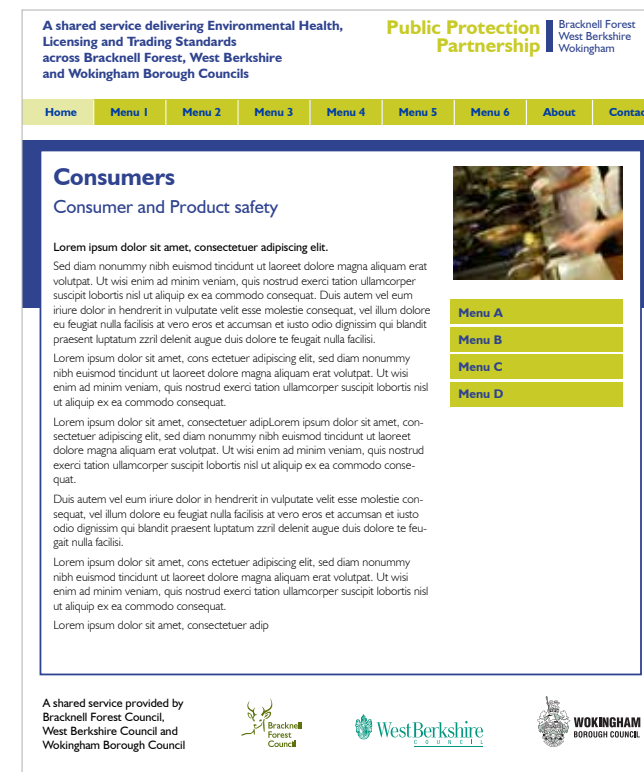 A shared service delivering Environmental Health,
Licensing and Trading Standards
across Bracknell Forest, West Berkshire
and Wokingham Borough Councils
Public Protection
Partnership
Bracknell Forest
West Berkshire
Wokingham
Home Menu 1 Menu 2 Menu 3 Menu 4 Menu 5 Menu 6 About Contac
Consumers
Consumer and Product safety
Lorem ipsum dolor sit amet, consectetuer adipiscing elit.
Sed diam nonummy nibh euismod tincidunt ut laoreet dolore magna aliquam erat
volutpat. Ut wisi enim ad minim veniam, quis nostrud exerci tation ullamcorper
suscipit lobortis nisl ut aliquip ex ea commodo consequat. Duis autem vel eum
iriure dolor in hendrerit in vulputate velit esse molestie consequat, vel illum dolore
eu feugiat nulla facilisis at vero eros et accumsan et iusto odio dignissim qui blandit
praesent luptatum zzril delenit augue duis dolore te feugait nulla facilisi.
Lorem ipsum dolor sit amet, cons ectetuer adipiscing elit, sed diam nonummy
nibh euismod tincidunt ut laoreet dolore magna aliquam erat volutpat. Ut wisi
enim ad minim veniam, quis nostrud exerci tation ullamcorper suscipit lobortis nisl
ut aliquip ex ea commodo consequat.
Lorem ipsum dolor sit amet, consectetuer adipLorem ipsum dolor sit amet, con-
sectetuer adipiscing elit, sed diam nonummy nibh euismod tincidunt ut laoreet
dolore magna aliquam erat volutpat. Ut wisi enim ad minim veniam, quis nostrud
exerci tation ullamcorper suscipit lobortis nisl ut aliquip ex ea commodo conse-
quat.
Duis autem vel eum iriure dolor in hendrerit in vulputate velit esse molestie con-
sequat, vel illum dolore eu feugiat nulla facilisis at vero eros et accumsan et iusto
odio dignissim qui blandit praesent luptatum zzril delenit augue duis dolore te feu-
gait nulla facilisi.
Lorem ipsum dolor sit amet, cons ectetuer adipiscing elit, sed diam nonummy
nibh euismod tincidunt ut laoreet dolore magna aliquam erat volutpat. Ut wisi
enim ad minim veniam, quis nostrud exerci tation ullamcorper suscipit lobortis nisl
ut aliquip ex ea commodo consequat.
Lorem ipsum dolor sit amet, consectetuer adip
Menu A
Menu B
Menu C
Menu D
A shared service provided by
Bracknell Forest Council,
West Berkshire Council and
Wokingham Borough Council
Bracknell
Forest
Council
West Berkshire
COUNCIL
WOKINGHAM
BOROUGH COUNCIL